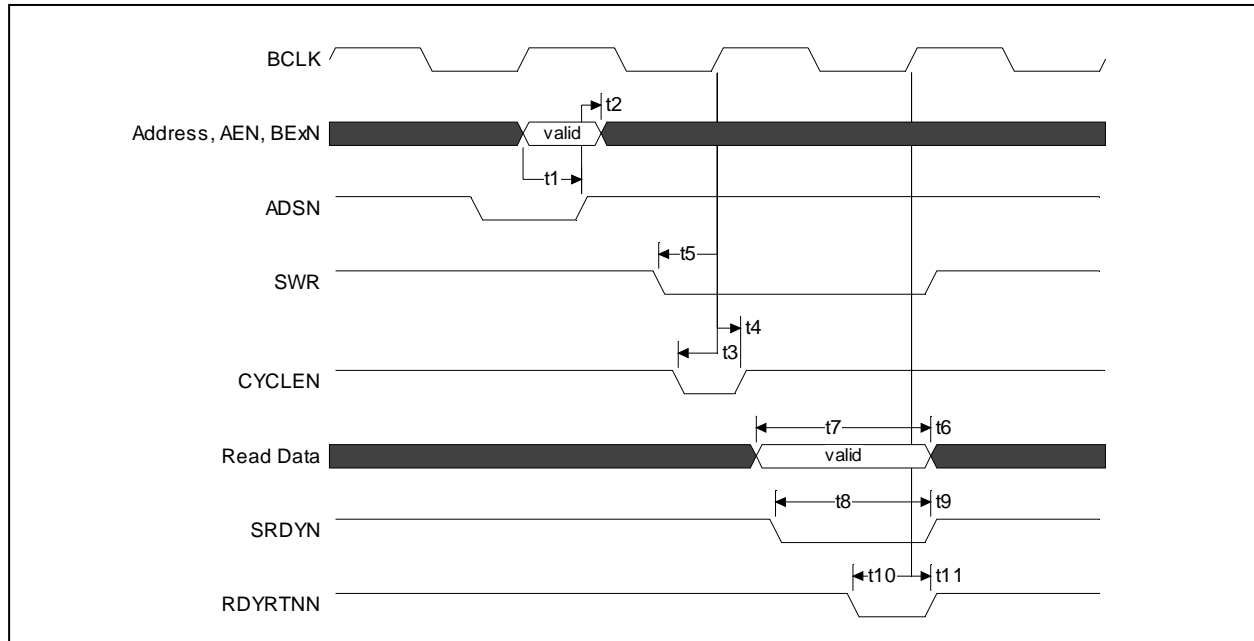 BCLK
t2
Address, AEN, BExN
valid
t1
ADSN
t5
SWR
t4
t3
CYCLEN
t7
t6
Read Data
valid
t8
t9
SRDYN
t10
t11
RDYRTNN